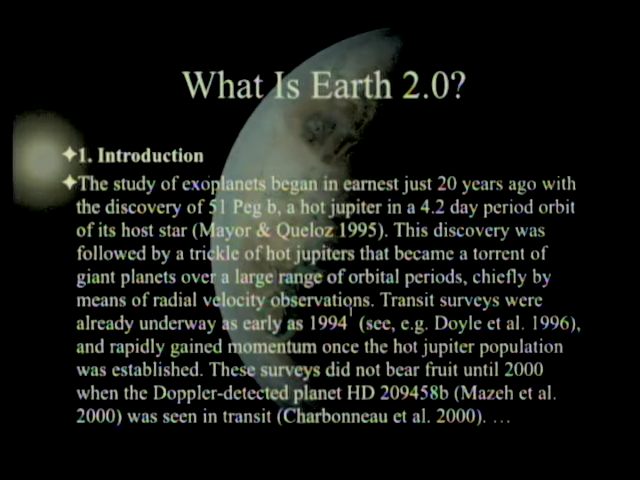 What Is Earth 2.0?
✦1. Introduction
✦The study of exoplanets began in earnest just 20 years ago with
the discovery of 51 Peg b, a hot jupiter in a 4.2 day period orbit
of its host star (Mayor & Queloz 1995). This discovery was
followed by a trickle of hot jupiters that became a torrent of
giant planets over a large range of orbital periods, chiefly by
means of radial velocity observations. Transit surveys were
already underway as early as 1994 (see, e.g. Doyle et al. 1996),
and rapidly gained momentum once the hot jupiter population
was established. These surveys did not bear fruit until 2000
when the Doppler-detected planet HD 209458b (Mazeh et al.
2000) was seen in transit (Charbonneau et al. 2000). …